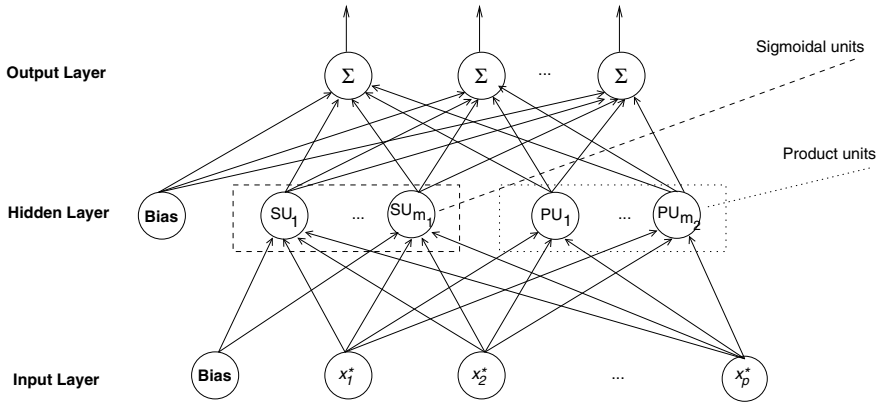 Output Layer Σ Σ ... Σ
Sigmoidal units
Product units
Hidden Layer Bias SU1 ... SUm1 PU1 ... PUm2
Input Layer Bias x*1 x*2 ... x*p